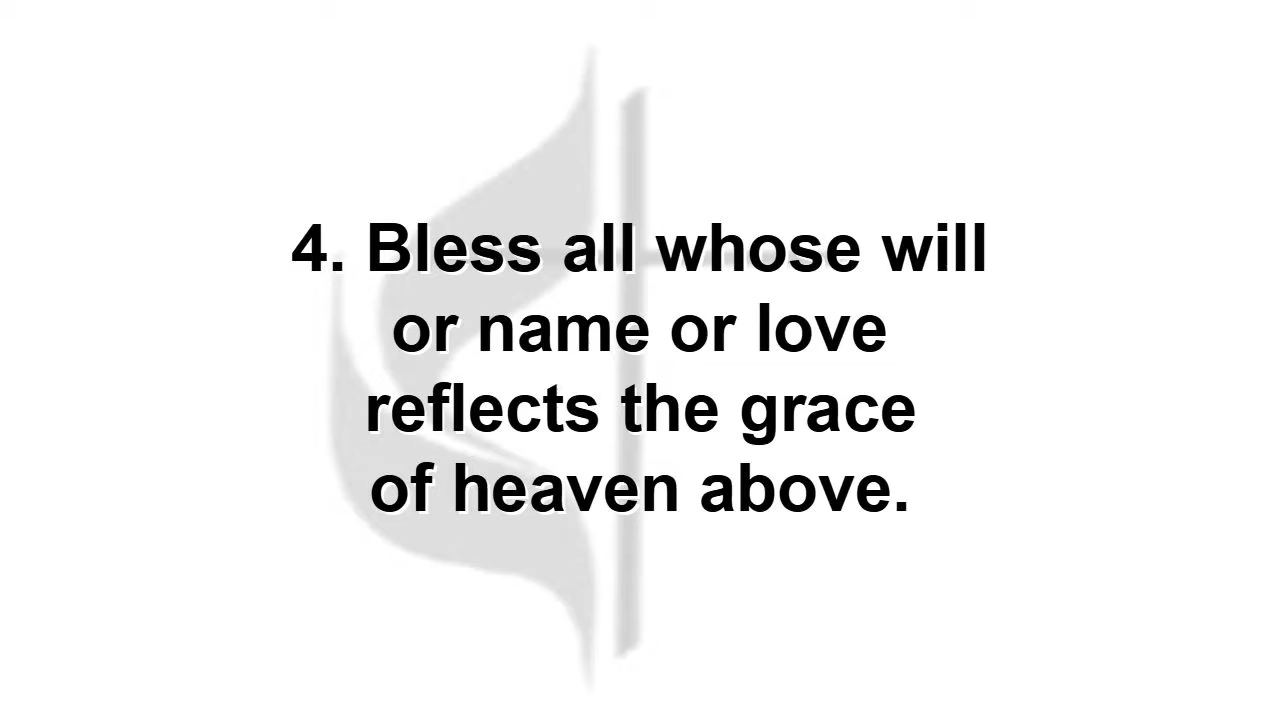 4. Bless all whose will
or name or love
reflects the grace
of heaven above.